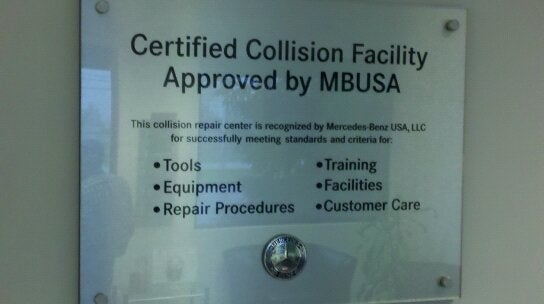 Certified Collision Facility
Approved by MBUSA
This collision repair center is recognized by Mercedes-Benz USA, LLC
for successfully meeting standards and criteria for:
•Tools •Training
•Equipment •Facilities
•Repair Procedures •Customer Care